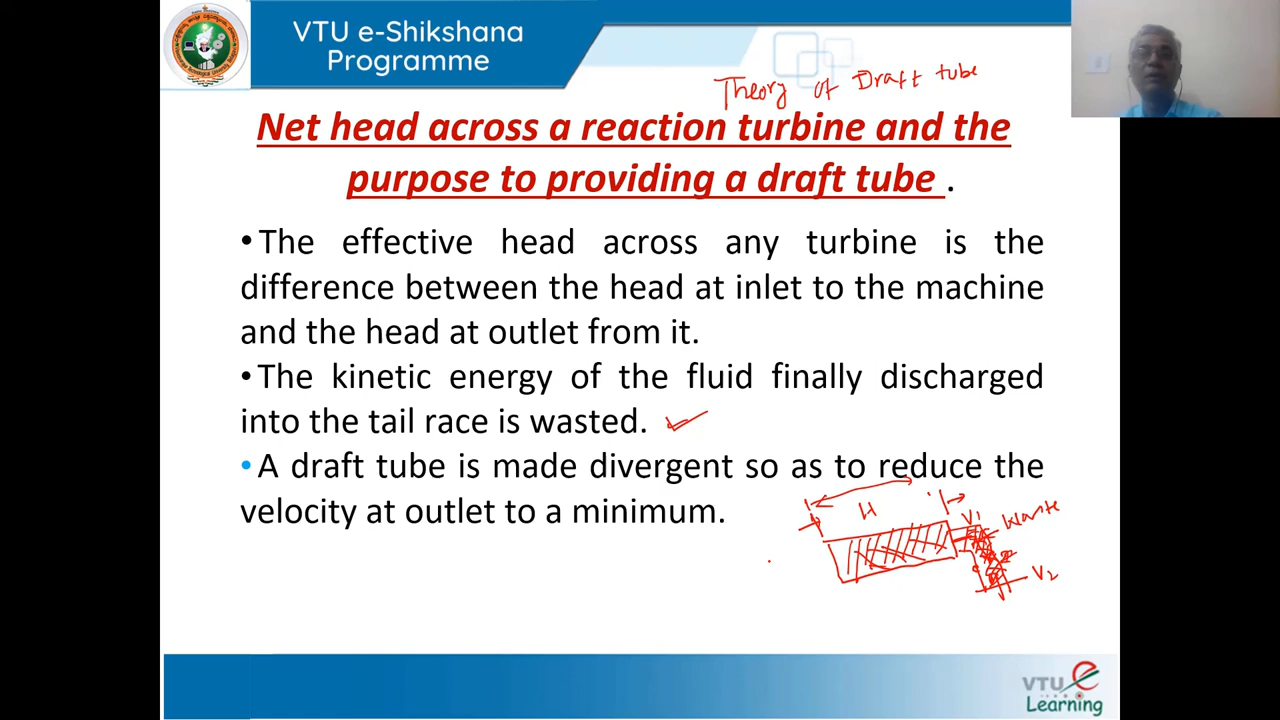 VTU e-Shikshana
Programme
Theory of Draft tube
Net head across a reaction turbine and the
purpose to providing a draft tube .
•The effective head across any turbine is the
difference between the head at inlet to the machine
and the head at outlet from it.
•The kinetic energy of the fluid finally discharged
into the tail race is wasted.
•A draft tube is made divergent so as to reduce the
velocity at outlet to a minimum.
H
V1
V2
VTU e
Learning